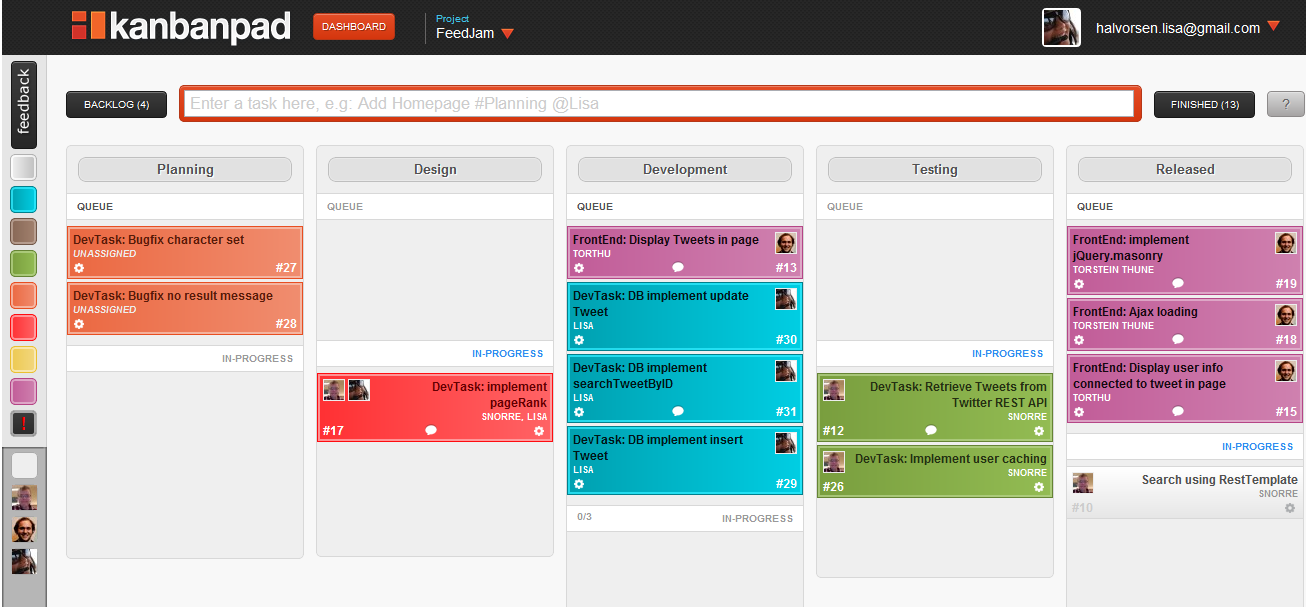 kanbanpad
DASHBOARD
Project
FeedJam
halvorsen.lisa@gmail.com
feedback
BACKLOG (4)
Enter a task here, e.g: Add Homepage #Planning @Lisa
FINISHED (13)
?
!
Planning
QUEUE
DevTask: Bugfix character set
UNASSIGNED
#27
DevTask: Bugfix no result message
UNASSIGNED
#28
IN-PROGRESS
Design
QUEUE
IN-PROGRESS
DevTask: implement
pageRank
SNORRE, LISA
#17
Development
QUEUE
FrontEnd: Display Tweets in page
TORTHU
#13
DevTask: DB implement update
Tweet
LISA
#30
DevTask: DB implement
searchTweetByID
LISA
#31
DevTask: DB implement insert
Tweet
LISA
#29
0/3
IN-PROGRESS
Testing
QUEUE
IN-PROGRESS
DevTask: Retrieve Tweets from
Twitter REST API
SNORRE
#12
DevTask: Implement user caching
SNORRE
#26
Released
QUEUE
FrontEnd: implement
jQuery.masonry
TORSTEIN THUNE
#19
FrontEnd: Ajax loading
TORSTEIN THUNE
#18
FrontEnd: Display user info
connected to tweet in page
TORTHU
#15
IN-PROGRESS
Search using RestTemplate
SNORRE
#10